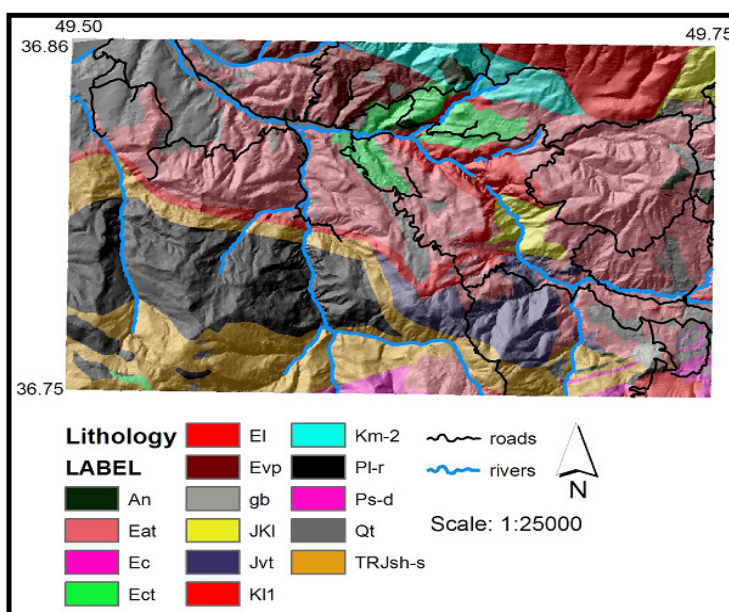 49.50
49.75
36.86
36.75
Lithology
LABEL
An
Eat
Ec
Ect
El
Evp
gb
JKl
Jvt
Kl1
Km-2
Pl-r
Ps-d
Qt
TRJsh-s
roads
rivers
N
Scale: 1:25000